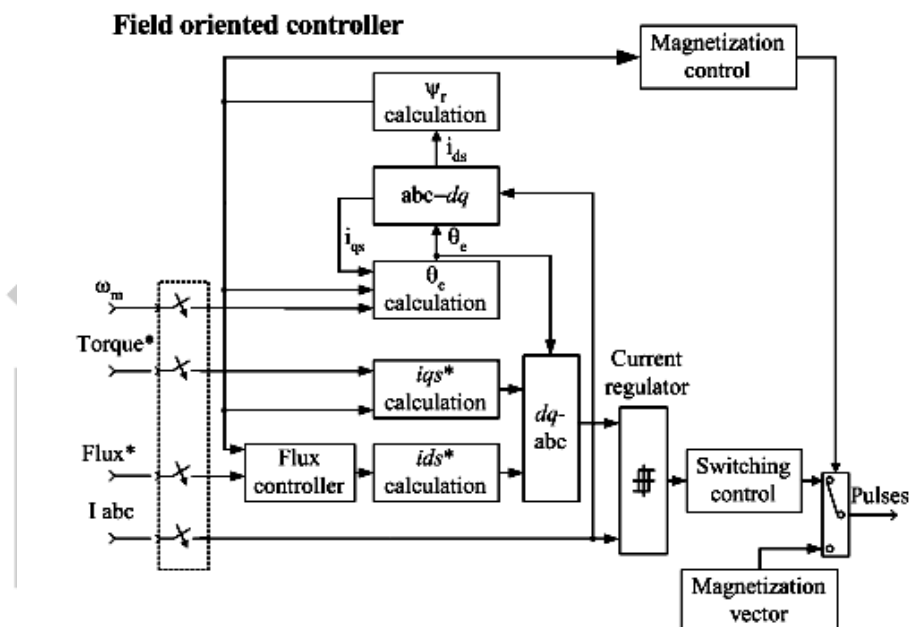 Field oriented controller
Magnetization
control
Ψr
calculation
ids
abc–dq
iqs
θe
θc
calculation
ωm
Torque*
iqs*
calculation
Current
regulator
dq-
abc
Flux*
Flux
controller
ids*
calculation
Switching
control
Pulses
I abc
Magnetization
vector